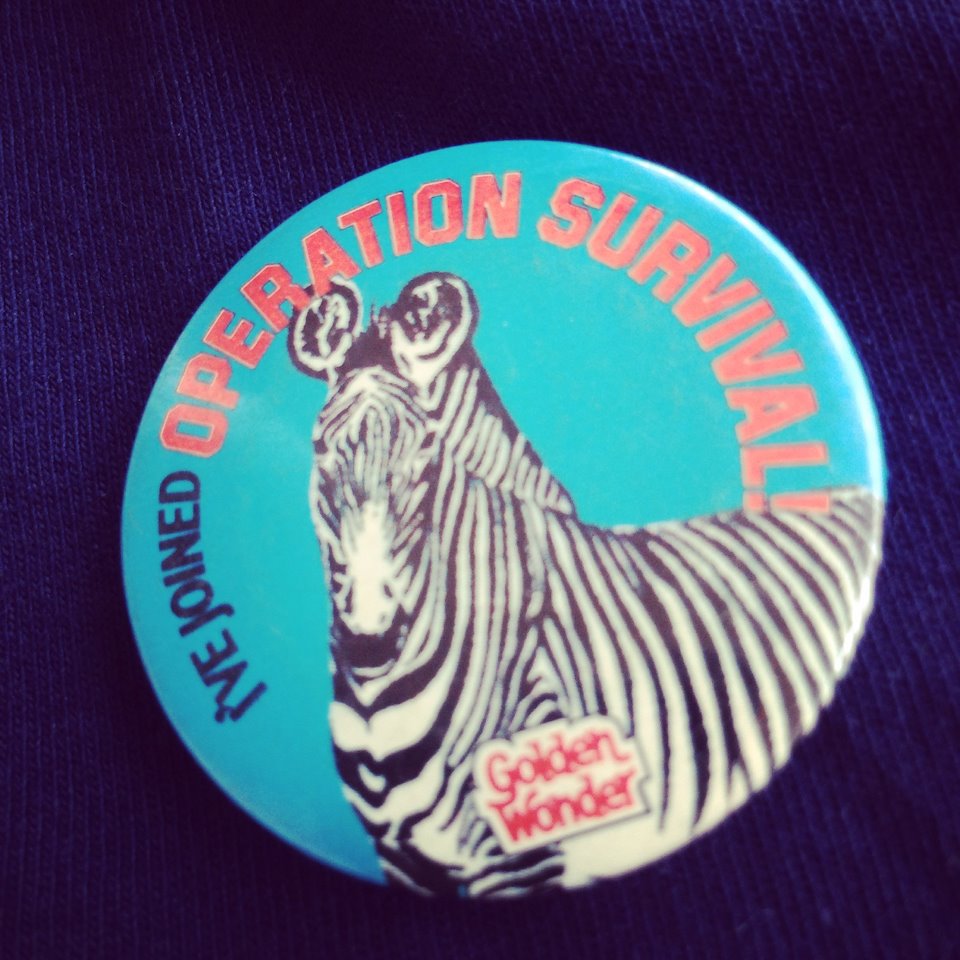 I'VE JOINED OPERATION SURVIVAL!
Golden
Wonder